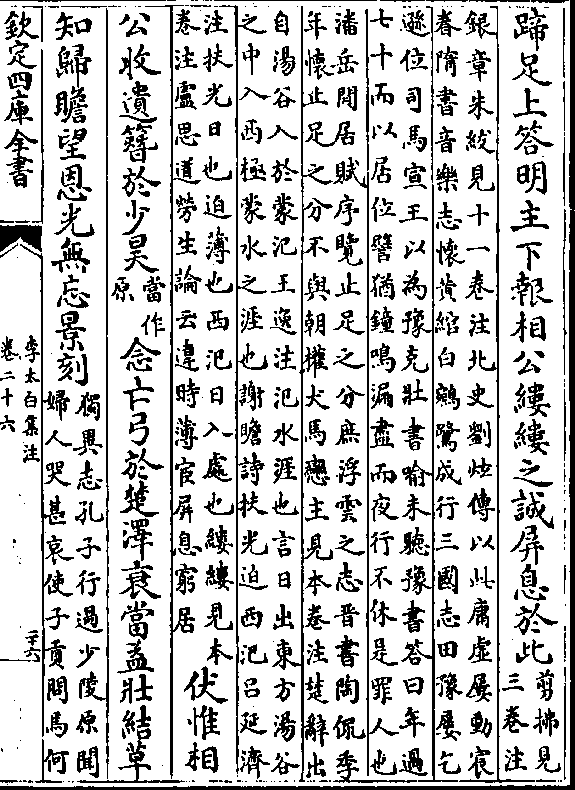 蹄足上答明主下報相公縷縷之誠屏息於此剪拂見
三卷注
銀章朱紱見十一卷注北史劉炫傳以此庸虚屢動宸
眷隋書音樂志懷黄綰白鵷鷺成行三國志田豫屢乞
遜位司馬宣王以為豫克壯書喻未聽豫書答曰年過
七十而以居位譬猶鐘鳴漏盡而夜行不休是罪人也
潘岳閒居賦序覽止足之分庶浮雲之志晉書陶侃季
年懷止足之分不與朝權犬馬戀主見本卷注楚辭出
自湯谷入於蒙汜王逸注汜水涯也言日出東方湯谷
之中入西極蒙水之涯也謝瞻詩扶光迫西汜吕延濟
注扶光日也迫薄也西汜日入處也縷縷見本
卷注盧思道勞生論云違時薄宦屏息窮居
伏惟相
公收遺簪於少昊當作原念亡弓於楚澤衰當益壯結草
知歸瞻望恩光無忘景刻獨異志孔子行過少陵原聞
婦人哭甚哀使子貢問焉何
欽定四庫全書
李太白集注
卷二十六
二十六